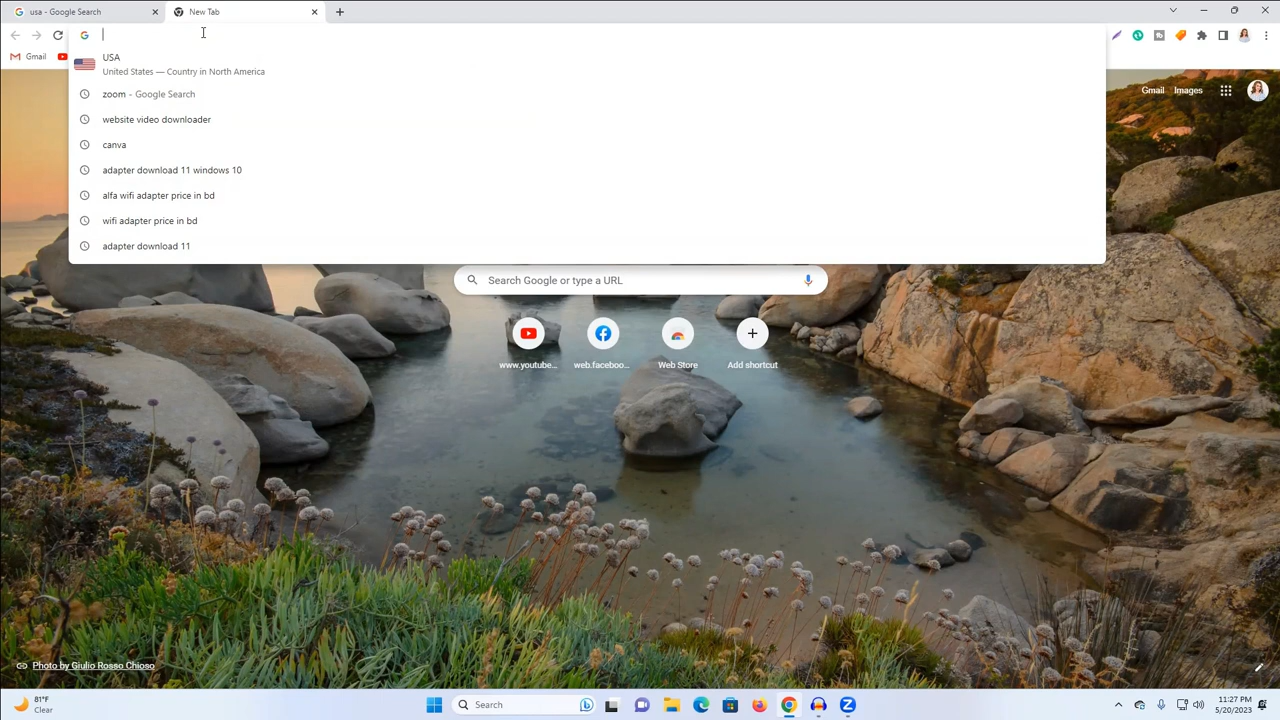 usa - Google Search
New Tab
Gmail
USA
United States — Country in North America
zoom - Google Search
website video downloader
canva
adapter download 11 windows 10
alfa wifi adapter price in bd
wifi adapter price in bd
adapter download 11
Gmail Images
Search Google or type a URL
www.youtube... web.faceboo... Web Store Add shortcut
Photo by Giulio Rosso Chioso
81°F
Clear
Search
11:27 PM
5/20/2023